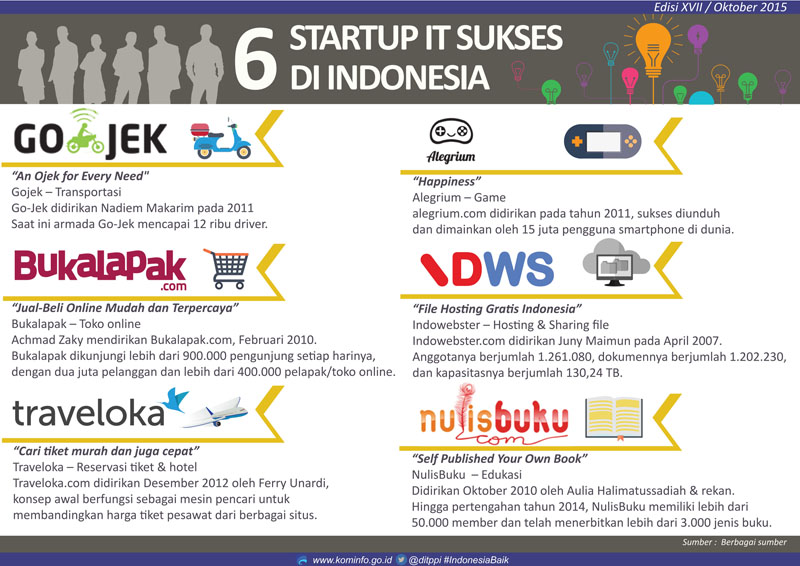 Edisi XVII / Oktober 2015
6 STARTUP IT SUKSES
DI INDONESIA
GO-JEK
“An Ojek for Every Need"
Gojek – Transportasi
Go-Jek didirikan Nadiem Makarim pada 2011
Saat ini armada Go-Jek mencapai 12 ribu driver.
BUKALAPAK
.com
“Jual-Beli Online Mudah dan Terpercaya”
Bukalapak – Toko online
Achmad Zaky mendirikan Bukalapak.com, Februari 2010.
Bukalapak dikunjungi lebih dari 900.000 pengunjung setiap harinya,
dengan dua juta pelanggan dan lebih dari 400.000 pelapak/toko online.
traveloka
“Cari tiket murah dan juga cepat”
Traveloka – Reservasi tiket & hotel
Traveloka.com didirikan Desember 2012 oleh Ferry Unardi,
konsep awal berfungsi sebagai mesin pencari untuk
membandingkan harga tiket pesawat dari berbagai situs.
Alegrium
“Happiness”
Alegrium – Game
alegrium.com didirikan pada tahun 2011, sukses diunduh
dan dimainkan oleh 15 juta pengguna smartphone di dunia.
IDWS
“File Hosting Gratis Indonesia”
Indowebster – Hosting & Sharing file
Indowebster.com didirikan Juny Maimun pada April 2007.
Anggotanya berjumlah 1.261.080, dokumennya berjumlah 1.202.230,
dan kapasitasnya berjumlah 130,24 TB.
nulisbuku
com
“Self Published Your Own Book”
NulisBuku – Edukasi
Didirikan Oktober 2010 oleh Aulia Halimatussadiah & rekan.
Hingga pertengahan tahun 2014, NulisBuku memiliki lebih dari
50.000 member dan telah menerbitkan lebih dari 3.000 jenis buku.
Sumber : Berbagai sumber
www.kominfo.go.id @ditppi #IndonesiaBaik